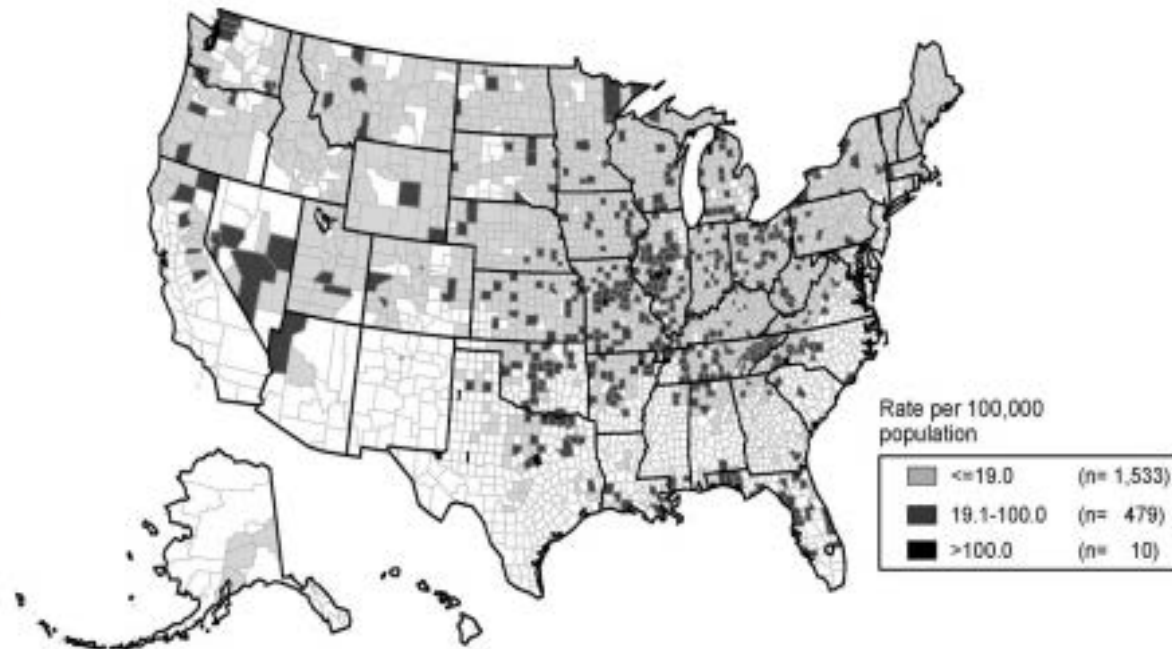 Rate per 100,000
population
<=19.0 (n= 1,533)
19.1-100.0 (n= 479)
>100.0 (n= 10)